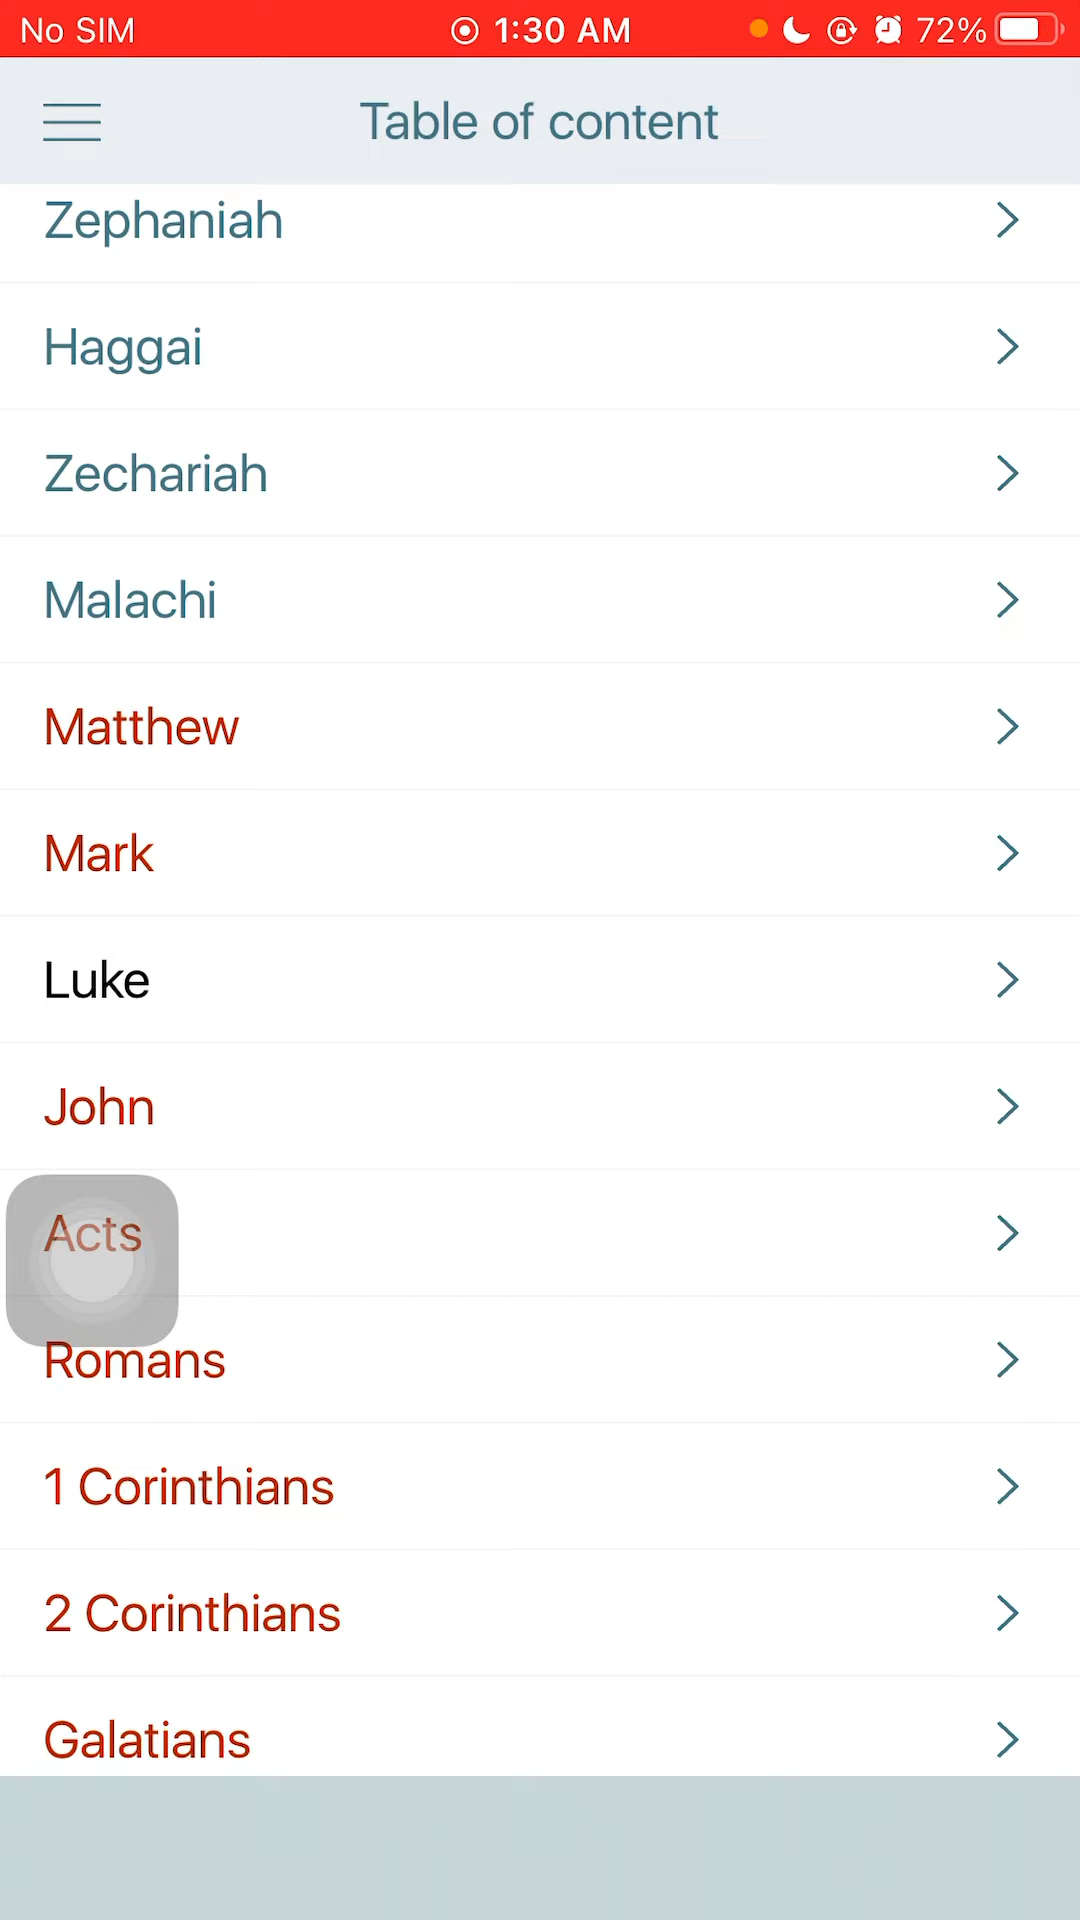 No SIM 1:30 AM 72%
Table of content
Zephaniah
Haggai
Zechariah
Malachi
Matthew
Mark
Luke
John
Acts
Romans
1 Corinthians
2 Corinthians
Galatians